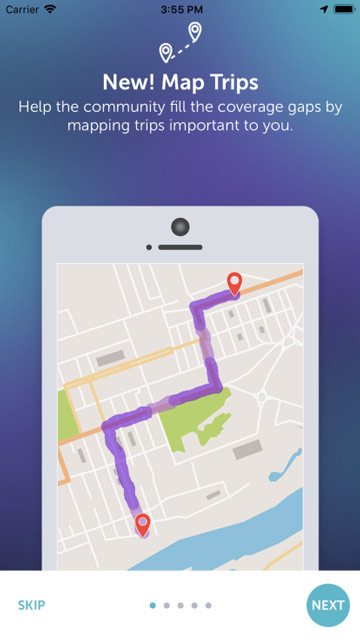 Carrier 3:55 PM
New! Map Trips
Help the community fill the coverage gaps by
mapping trips important to you.
SKIP NEXT